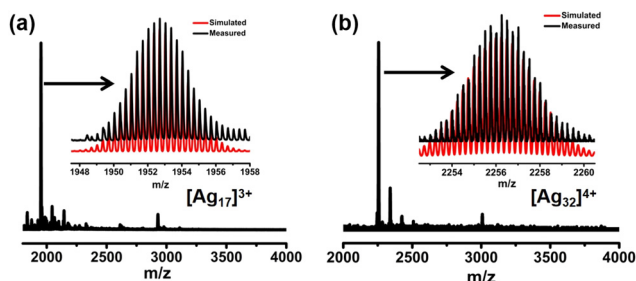 (a)
Simulated
Measured
1948 1950 1952 1954 1956 1958
m/z
[Ag₁₇]³⁺
2000 2500 3000 3500 4000
m/z
(b)
Simulated
Measured
2254 2256 2258 2260
m/z
[Ag₃₂]⁴⁺
2000 2500 3000 3500 4000
m/z